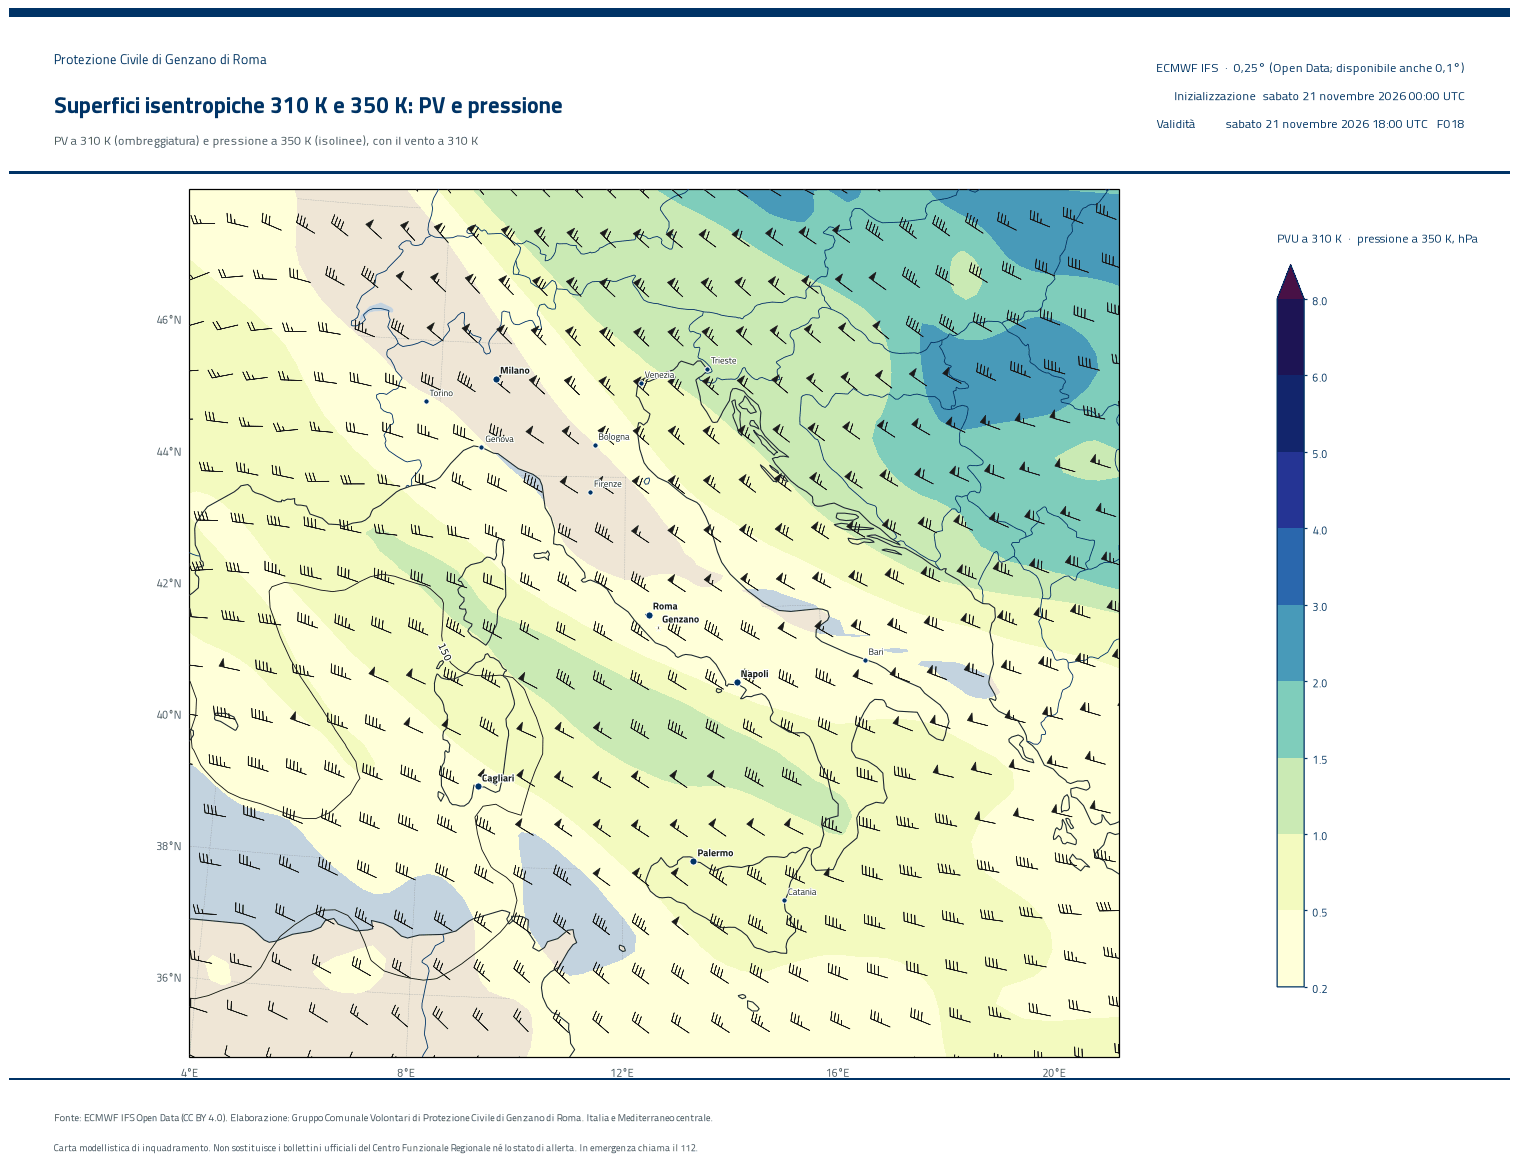 Protezione Civile di Genzano di Roma
Superfici isentropiche 310 K e 350 K: PV e pressione
PV a 310 K (ombreggiatura) e pressione a 350 K (isolinee), con il vento a 310 K
ECMWF IFS · 0,25° (Open Data; disponibile anche 0,1°)
Inizializzazione sabato 21 novembre 2026 00:00 UTC
Validità sabato 21 novembre 2026 18:00 UTC F018
PVU a 310 K · pressione a 350 K, hPa
8.0
6.0
5.0
4.0
3.0
2.0
1.5
1.0
0.5
0.2
46°N
44°N
42°N
40°N
38°N
36°N
4°E
8°E
12°E
16°E
20°E
Trieste
Milano
Venezia
Torino
Genova
Bologna
Firenze
Roma
Genzano
150
Bari
Napoli
Cagliari
Palermo
Catania
Fonte: ECMWF IFS Open Data (CC BY 4.0). Elaborazione: Gruppo Comunale Volontari di Protezione Civile di Genzano di Roma. Italia e Mediterraneo centrale.
Carta modellistica di inquadramento. Non sostituisce i bollettini ufficiali del Centro Funzionale Regionale né lo stato di allerta. In emergenza chiama il 112.